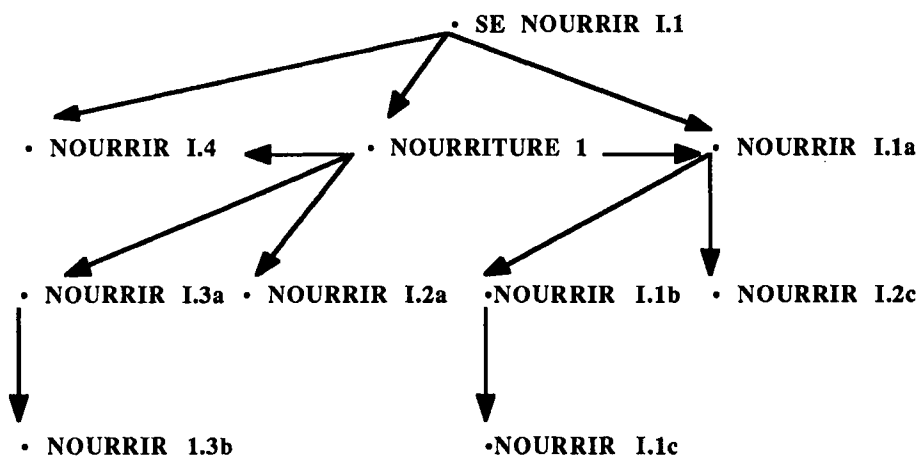 · SE NOURRIR I.1
· NOURRIR I.4 · NOURRITURE 1 · NOURRIR I.1a
· NOURRIR I.3a · NOURRIR I.2a ·NOURRIR I.1b · NOURRIR I.2c
· NOURRIR 1.3b ·NOURRIR I.1c